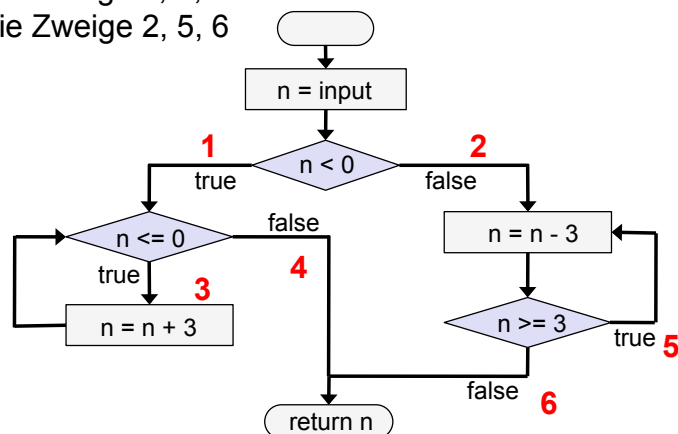 ie Zweige 2, 5, 6
n = input
1
2
n < 0
true
false
n <= 0
false
n = n - 3
true
4
3
n = n + 3
n >= 3
true
5
false
6
return n